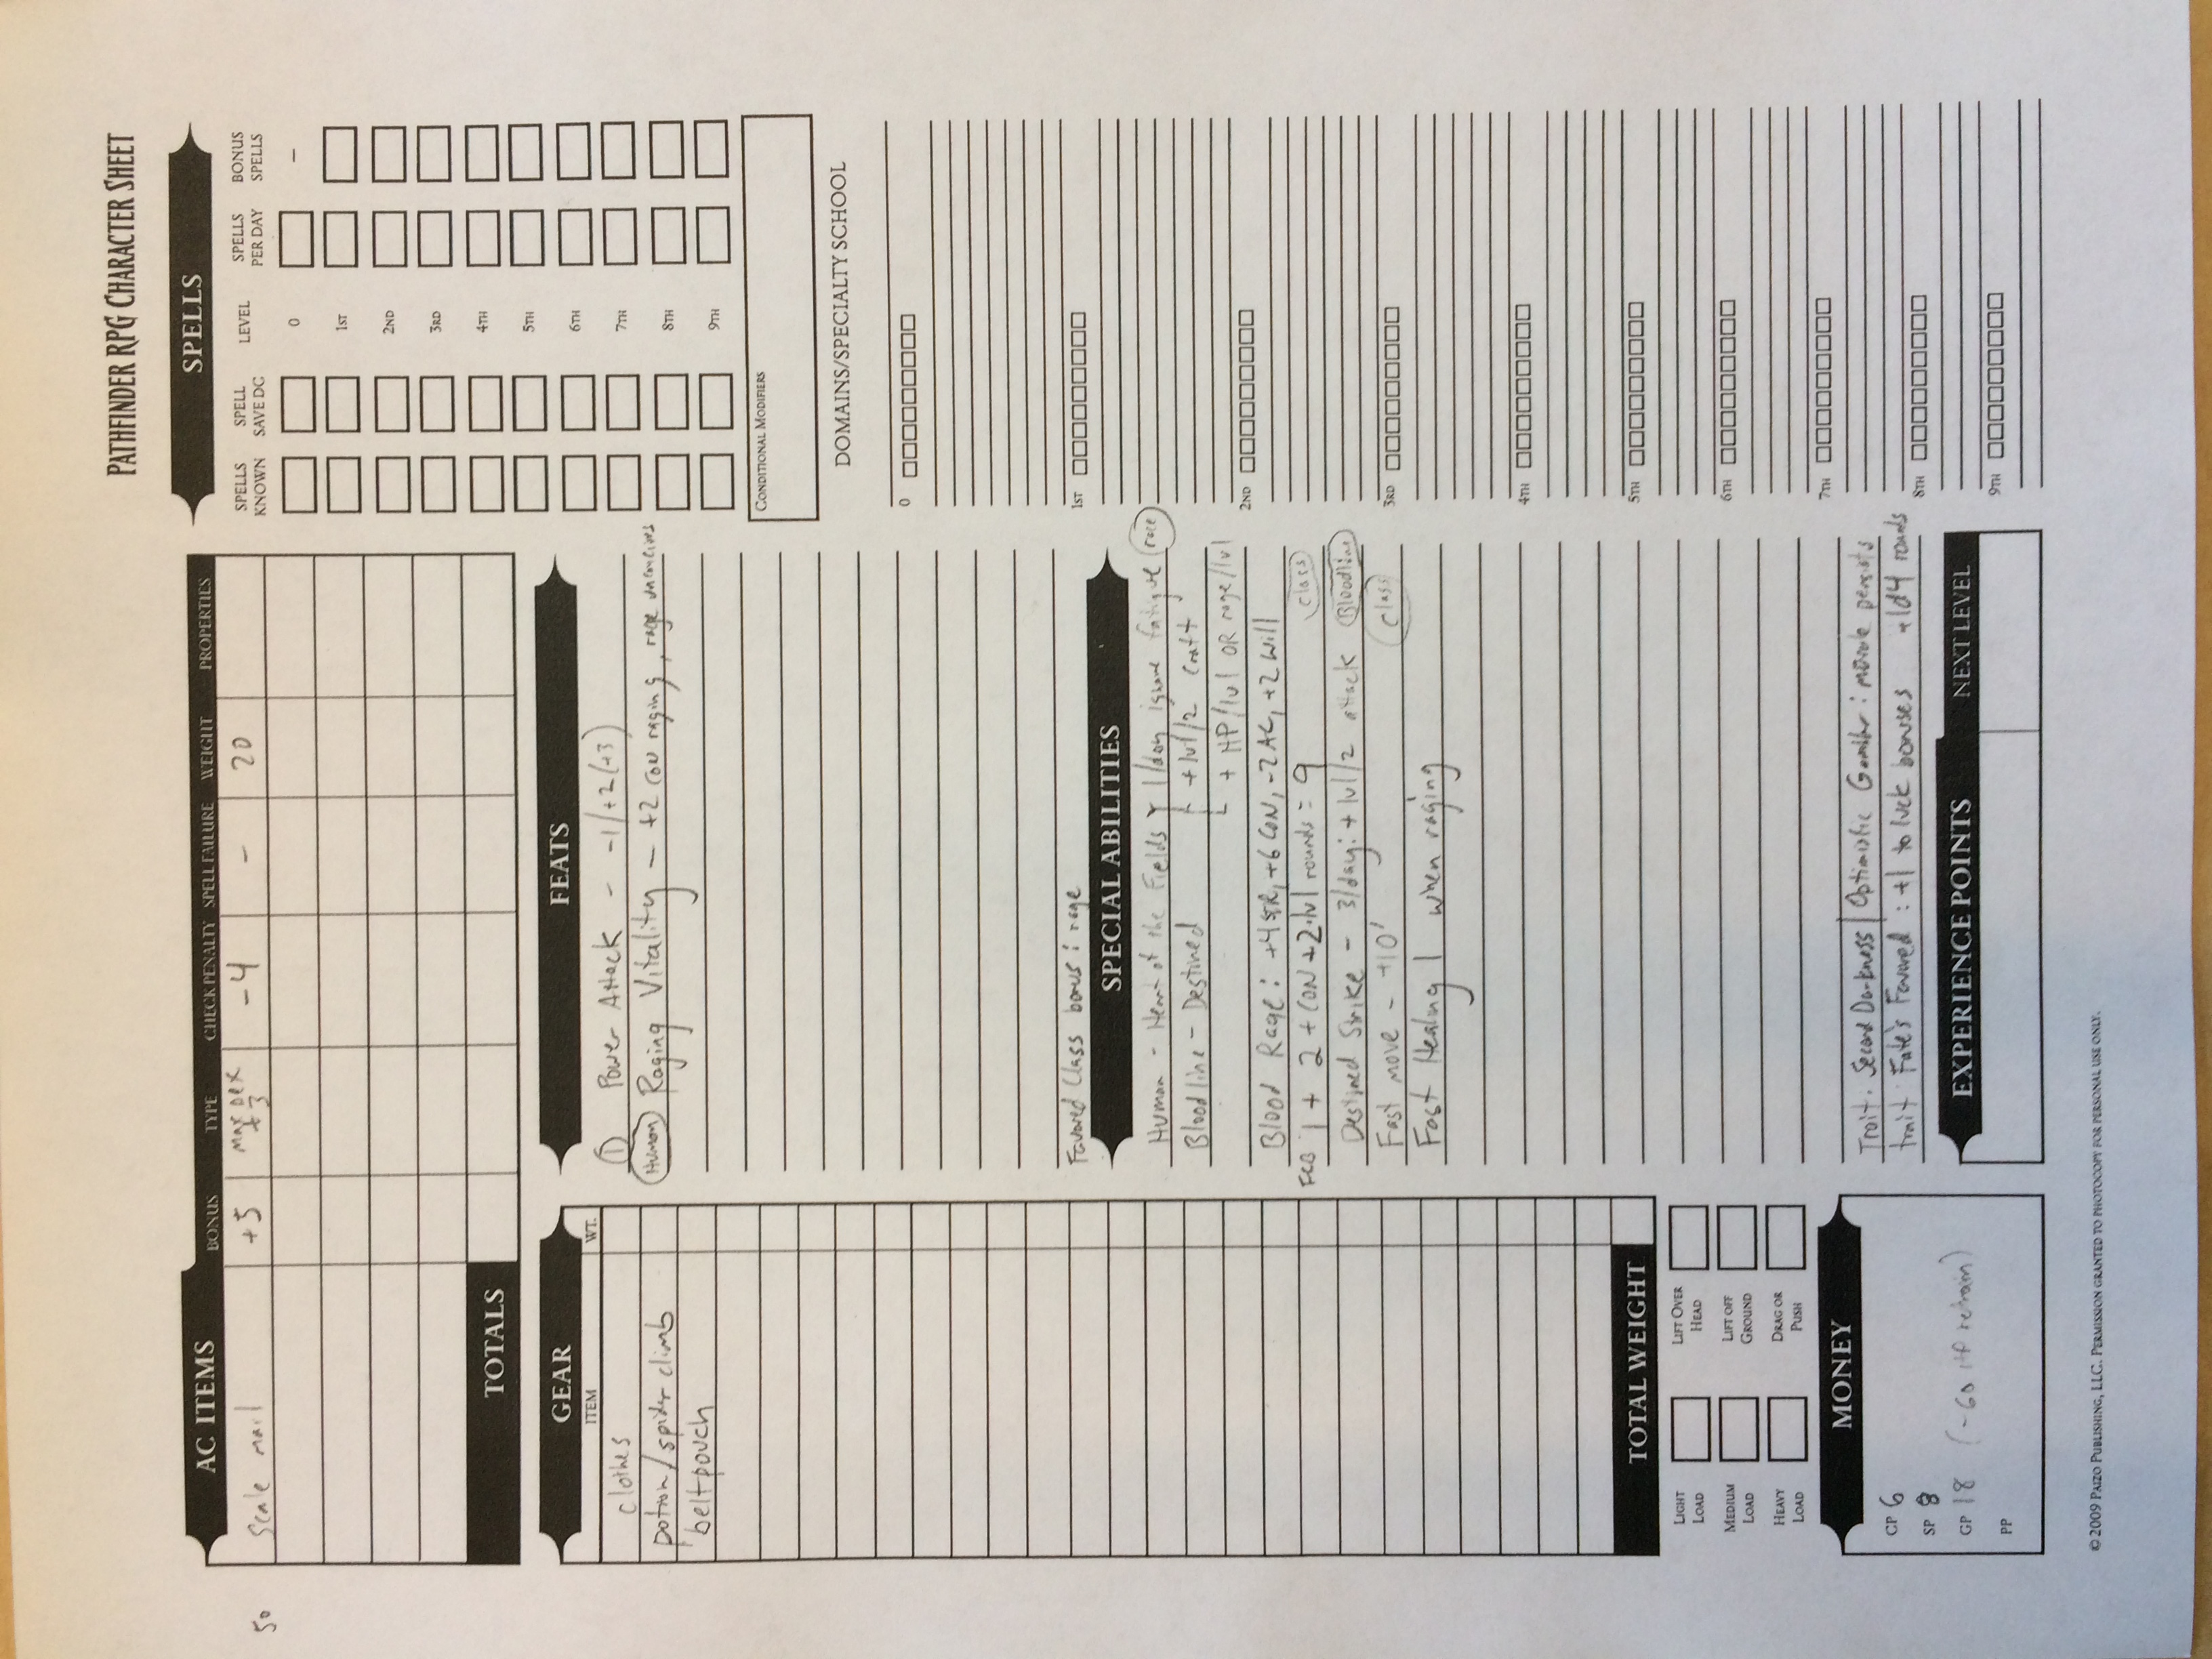 PATHFINDER RPG CHARACTER SHEET
AC ITEMS BONUS TYPE CHECK PENALTY SPELL FAILURE WEIGHT PROPERTIES
50 Scale mail +5 Max Dex +3 -4 - 20
TOTALS
GEAR
ITEM WT.
clothes
potion/spider climb
beltpouch
TOTAL WEIGHT
LIGHT LOAD LIFT OVER HEAD
MEDIUM LOAD LIFT OFF GROUND
HEAVY LOAD DRAG OR PUSH
MONEY
CP 6
SP 8
GP 18 (-60 HP retrain)
PP
FEATS
① Power Attack - -1/+2(+3)
Human Raging Vitality - +2 CON raging, rage unconcious
Favored Class bonus: rage
SPECIAL ABILITIES
Human - Heart of the Fields 1/day ignore fatigue race
Bloodline - Destined +lvl/2 craft
+ HP/lvl OR rage/lvl
Blood Rage: +4 STR, +6 CON, -2 AC, +2 Will
FCB 1 + 2 + CON + 2·lvl rounds = 9 class
Destined Strike - 3/day: + lvl/2 attack Bloodline
Fast move - +10' class
Fast Healing 1 when raging
Trait. Second Darkness | Optimistic Gambler: morale persists
trait Fate's Favored: +1 to luck bonuses +1d4 rounds
EXPERIENCE POINTS NEXT LEVEL
SPELLS
SPELLS KNOWN SPELL SAVE DC LEVEL SPELLS PER DAY BONUS SPELLS
0 -
1ST
2ND
3RD
4TH
5TH
6TH
7TH
8TH
9TH
CONDITIONAL MODIFIERS
DOMAINS/SPECIALTY SCHOOL
0
1ST
2ND
3RD
4TH
5TH
6TH
7TH
8TH
9TH
© 2009 PAIZO PUBLISHING, LLC. PERMISSION GRANTED TO PHOTOCOPY FOR PERSONAL USE ONLY.